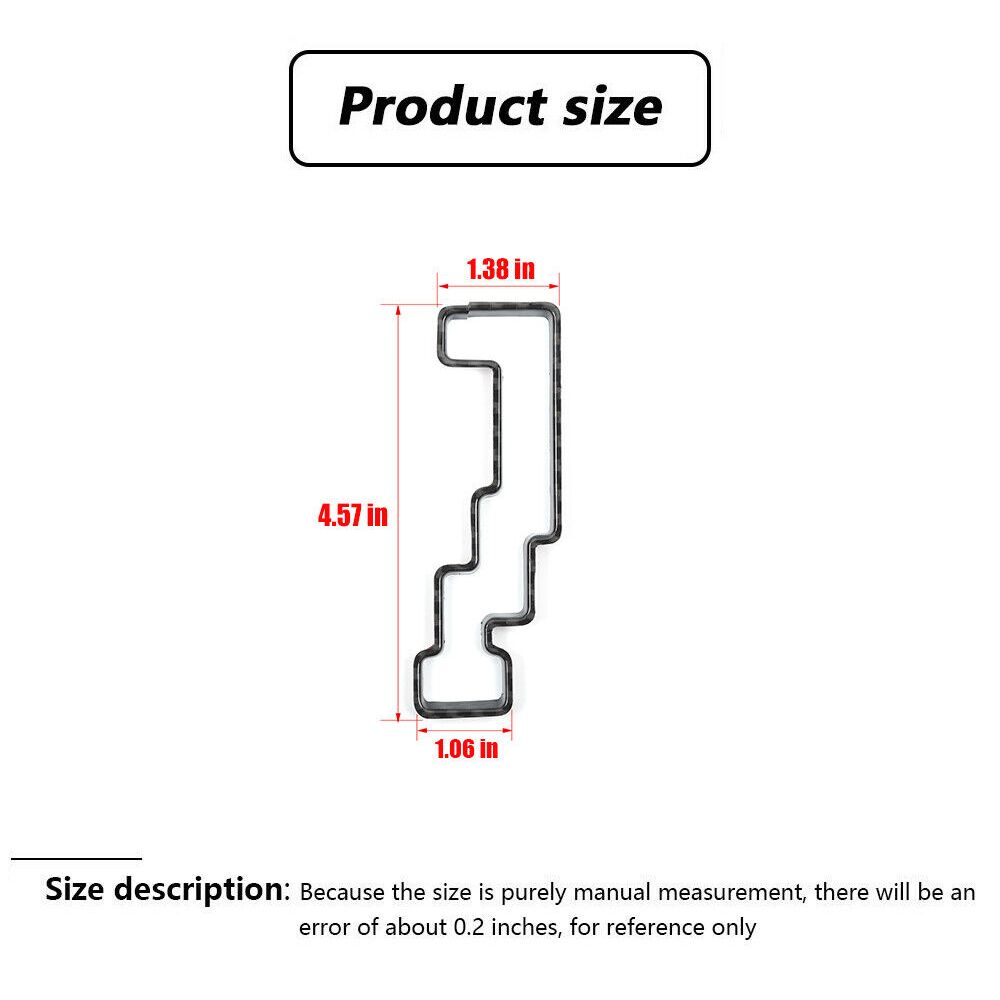 Product size
1.38 in
4.57 in
1.06 in
Size description: Because the size is purely manual measurement, there will be an
error of about 0.2 inches, for reference only